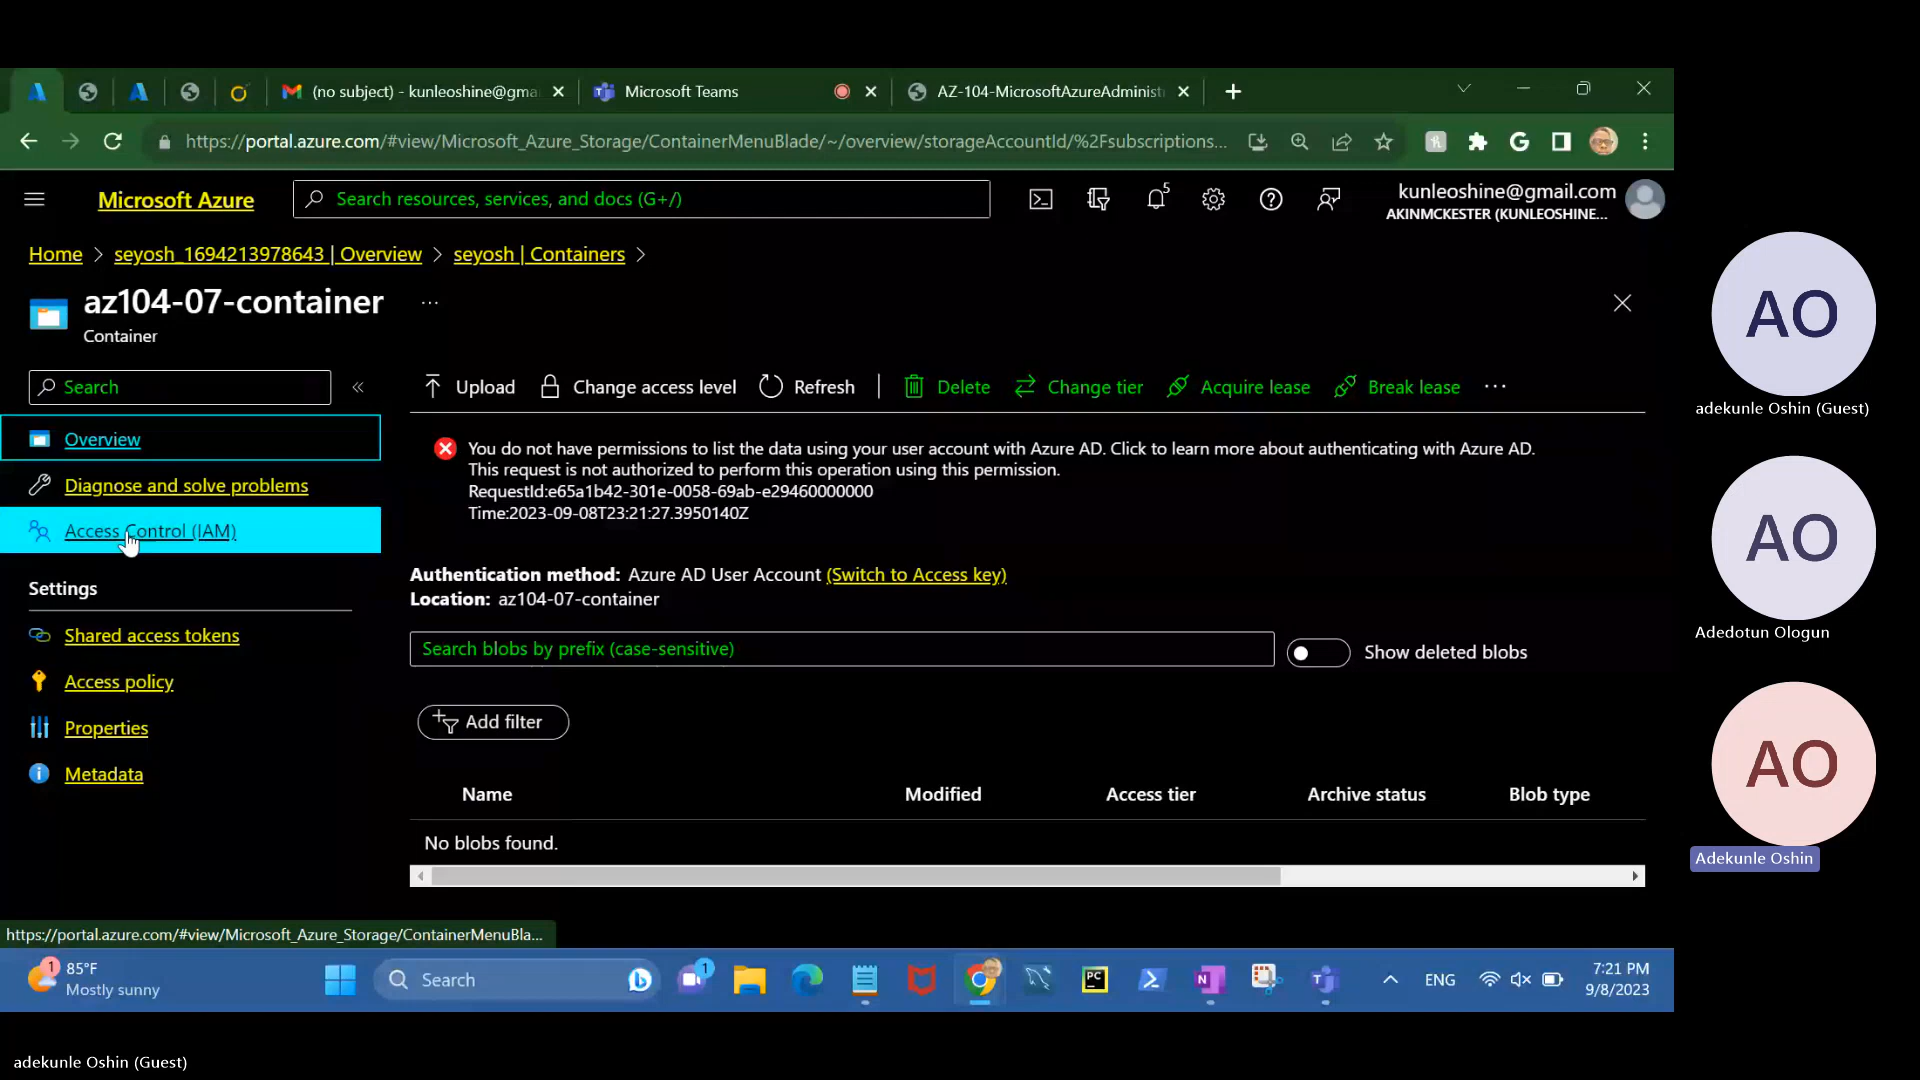 (no subject) - kunleoshine@gma
Microsoft Teams
AZ-104-MicrosoftAzureAdminist
https://portal.azure.com/#view/Microsoft_Azure_Storage/ContainerMenuBlade/~/overview/storageAccountId/%2Fsubscriptions...
G
Microsoft Azure
Search resources, services, and docs (G+/)
5
kunleoshine@gmail.com
AKINMCKESTER (KUNLEOSHINE...
Home > seyosh_1694213978643 | Overview > seyosh | Containers >
az104-07-container ...
Container
Search
«
Upload
Change access level
Refresh
Delete
Change tier
Acquire lease
Break lease
...
Overview
Diagnose and solve problems
Access Control (IAM)
Settings
Shared access tokens
Access policy
Properties
Metadata
You do not have permissions to list the data using your user account with Azure AD. Click to learn more about authenticating with Azure AD.
This request is not authorized to perform this operation using this permission.
RequestId:e65a1b42-301e-0058-69ab-e29460000000
Time:2023-09-08T23:21:27.3950140Z
Authentication method: Azure AD User Account (Switch to Access key)
Location: az104-07-container
Search blobs by prefix (case-sensitive)
Show deleted blobs
Add filter
Name
Modified
Access tier
Archive status
Blob type
No blobs found.
https://portal.azure.com/#view/Microsoft_Azure_Storage/ContainerMenuBla...
1
85°F
Mostly sunny
Search
1
PC
N
ENG
7:21 PM
9/8/2023
AO
adekunle Oshin (Guest)
AO
Adedotun Ologun
AO
Adekunle Oshin
adekunle Oshin (Guest)